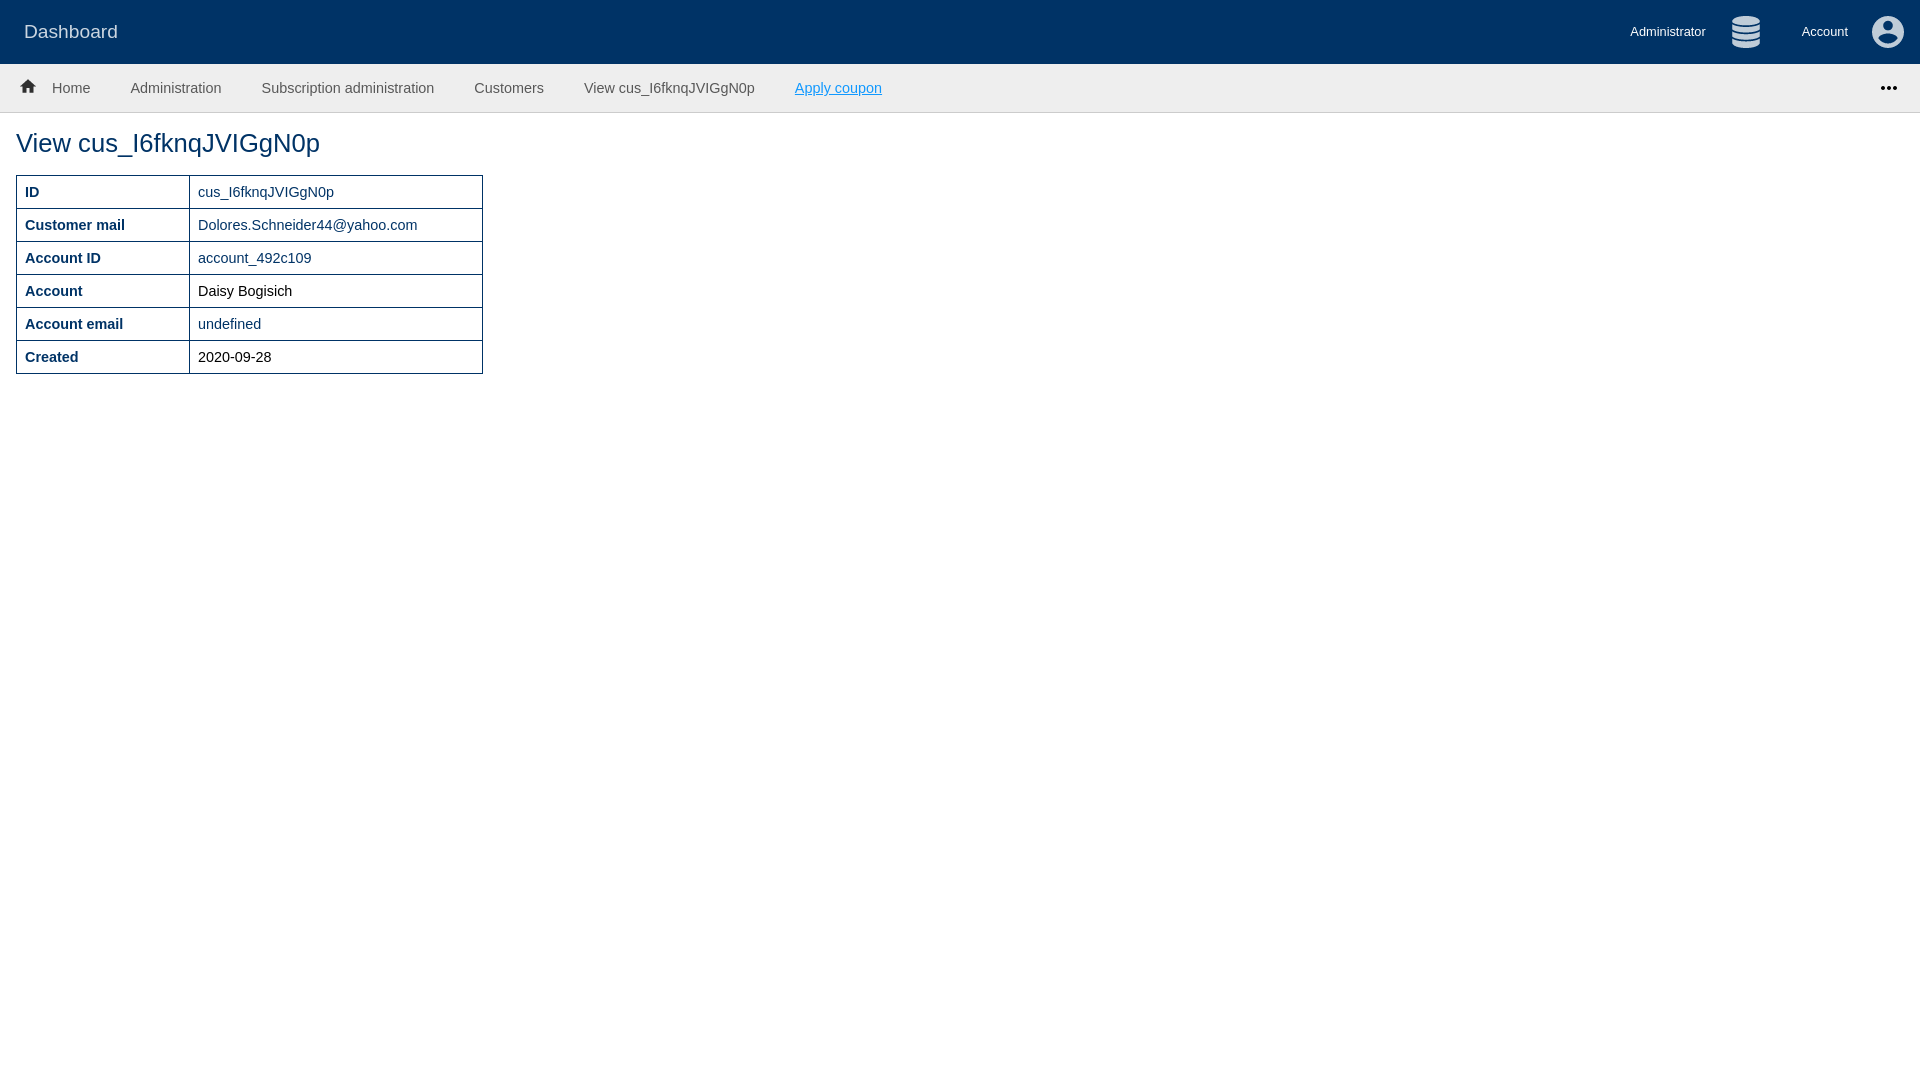 Dashboard
Administrator
Account
Home
Administration
Subscription administration
Customers
View cus_I6fknqJVIGgN0p
Apply coupon
View cus_I6fknqJVIGgN0p
ID cus_I6fknqJVIGgN0p
Customer mail Dolores.Schneider44@yahoo.com
Account ID account_492c109
Account Daisy Bogisich
Account email undefined
Created 2020-09-28